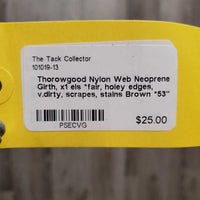 The Tack Collector
101019-13
Thorowgood Nylon Web Neoprene
Girth, x1 els *fair, holey edges,
v.dirty, scrapes, stains Brown *53"
$25.00
PSECVG